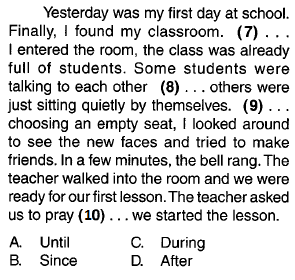 Yesterday was my first day at school.
Finally, I found my classroom. (7) . . .
I entered the room, the class was already
full of students. Some students were
talking to each other (8) . . . others were
just sitting quietly by themselves. (9) . . .
choosing an empty seat, I looked around
to see the new faces and tried to make
friends. In a few minutes, the bell rang. The
teacher walked into the room and we were
ready for our first lesson. The teacher asked
us to pray (10) . . . we started the lesson.
A. Until C. During
B. Since D. After